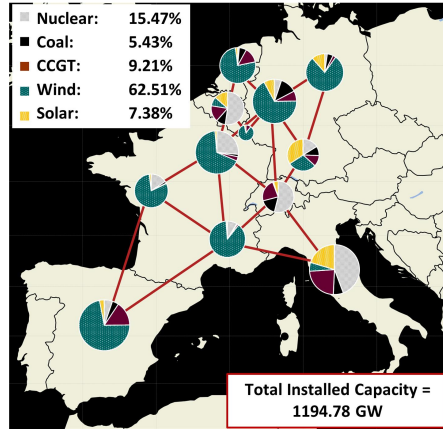 Nuclear: 15.47%
Coal: 5.43%
CCGT: 9.21%
Wind: 62.51%
Solar: 7.38%
Total Installed Capacity =
1194.78 GW